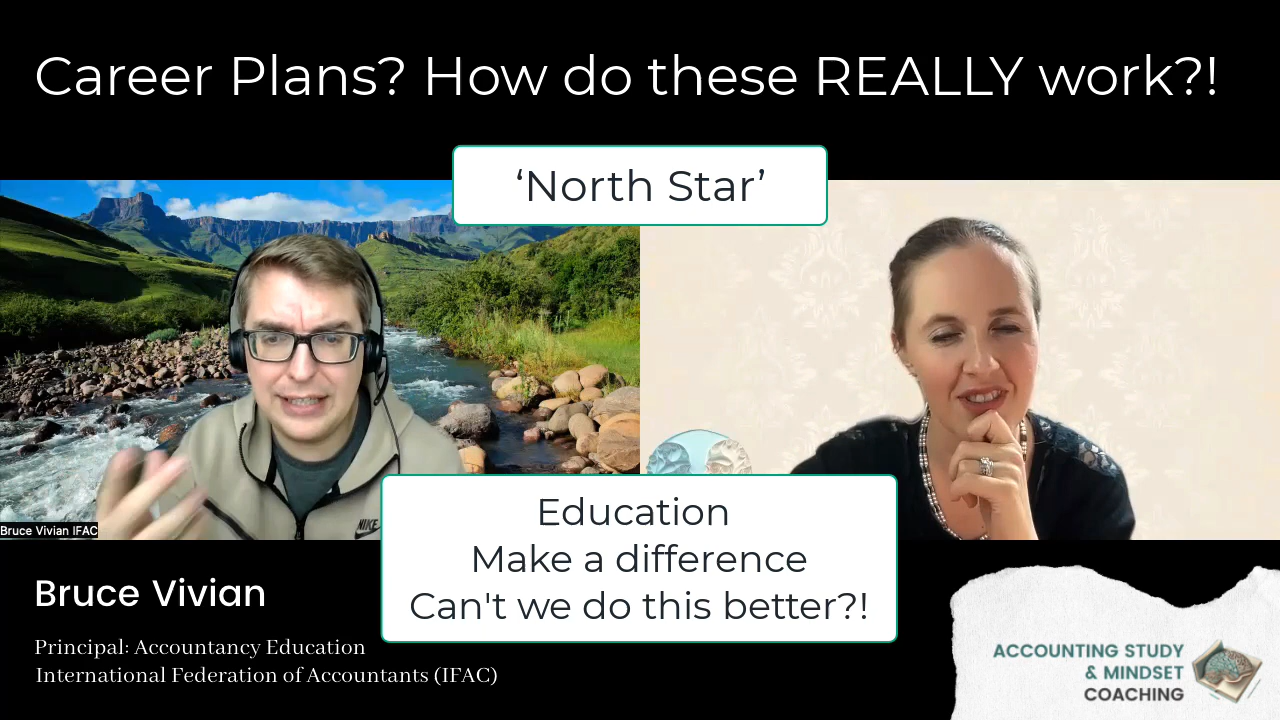 Career Plans? How do these REALLY work?!
‘North Star’
NIKE
Bruce Vivian IFAC
Education
Make a difference
Can't we do this better?!
Bruce Vivian
Principal: Accountancy Education
International Federation of Accountants (IFAC)
ACCOUNTING STUDY
& MINDSET
COACHING